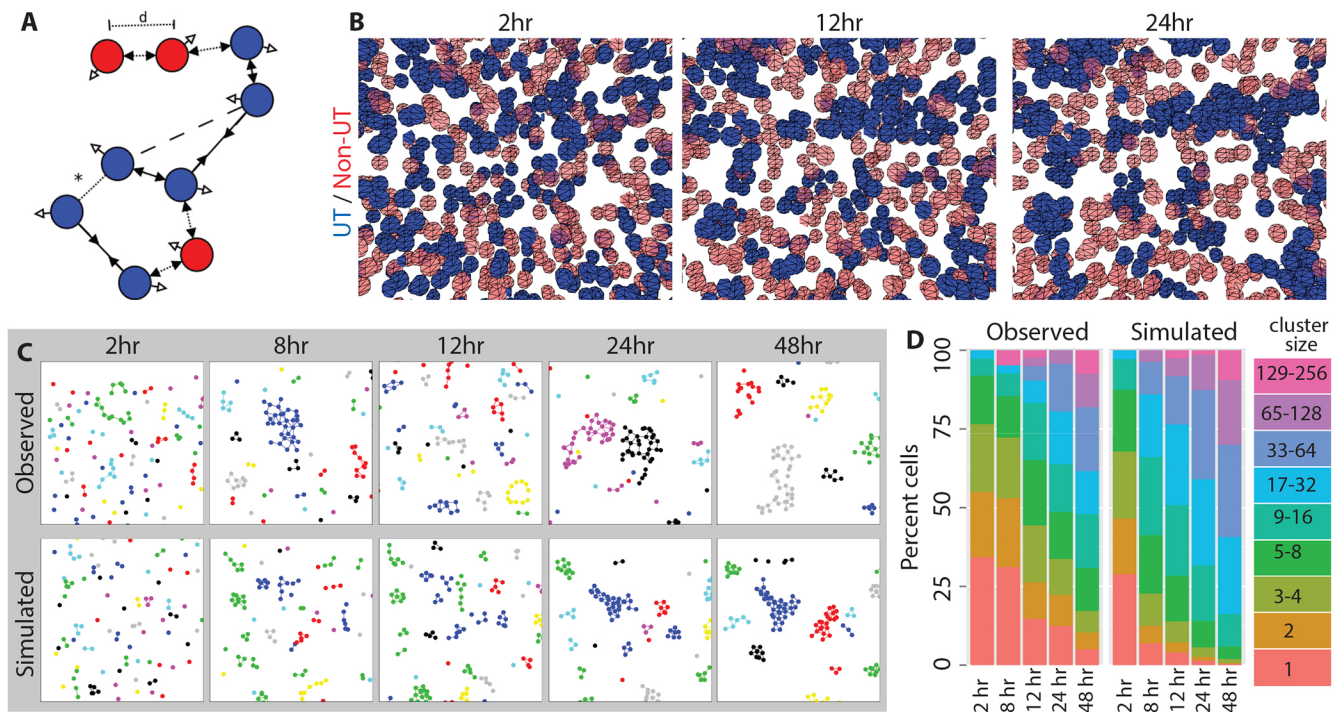 A
d
*
B
2hr
12hr
24hr
UT / Non-UT
C
2hr
8hr
12hr
24hr
48hr
Observed
Simulated
D
Observed
Simulated
cluster
size
Percent cells
100
75
50
25
0
2 hr
8 hr
12 hr
24 hr
48 hr
2 hr
8 hr
12 hr
24 hr
48 hr
129-256
65-128
33-64
17-32
9-16
5-8
3-4
2
1